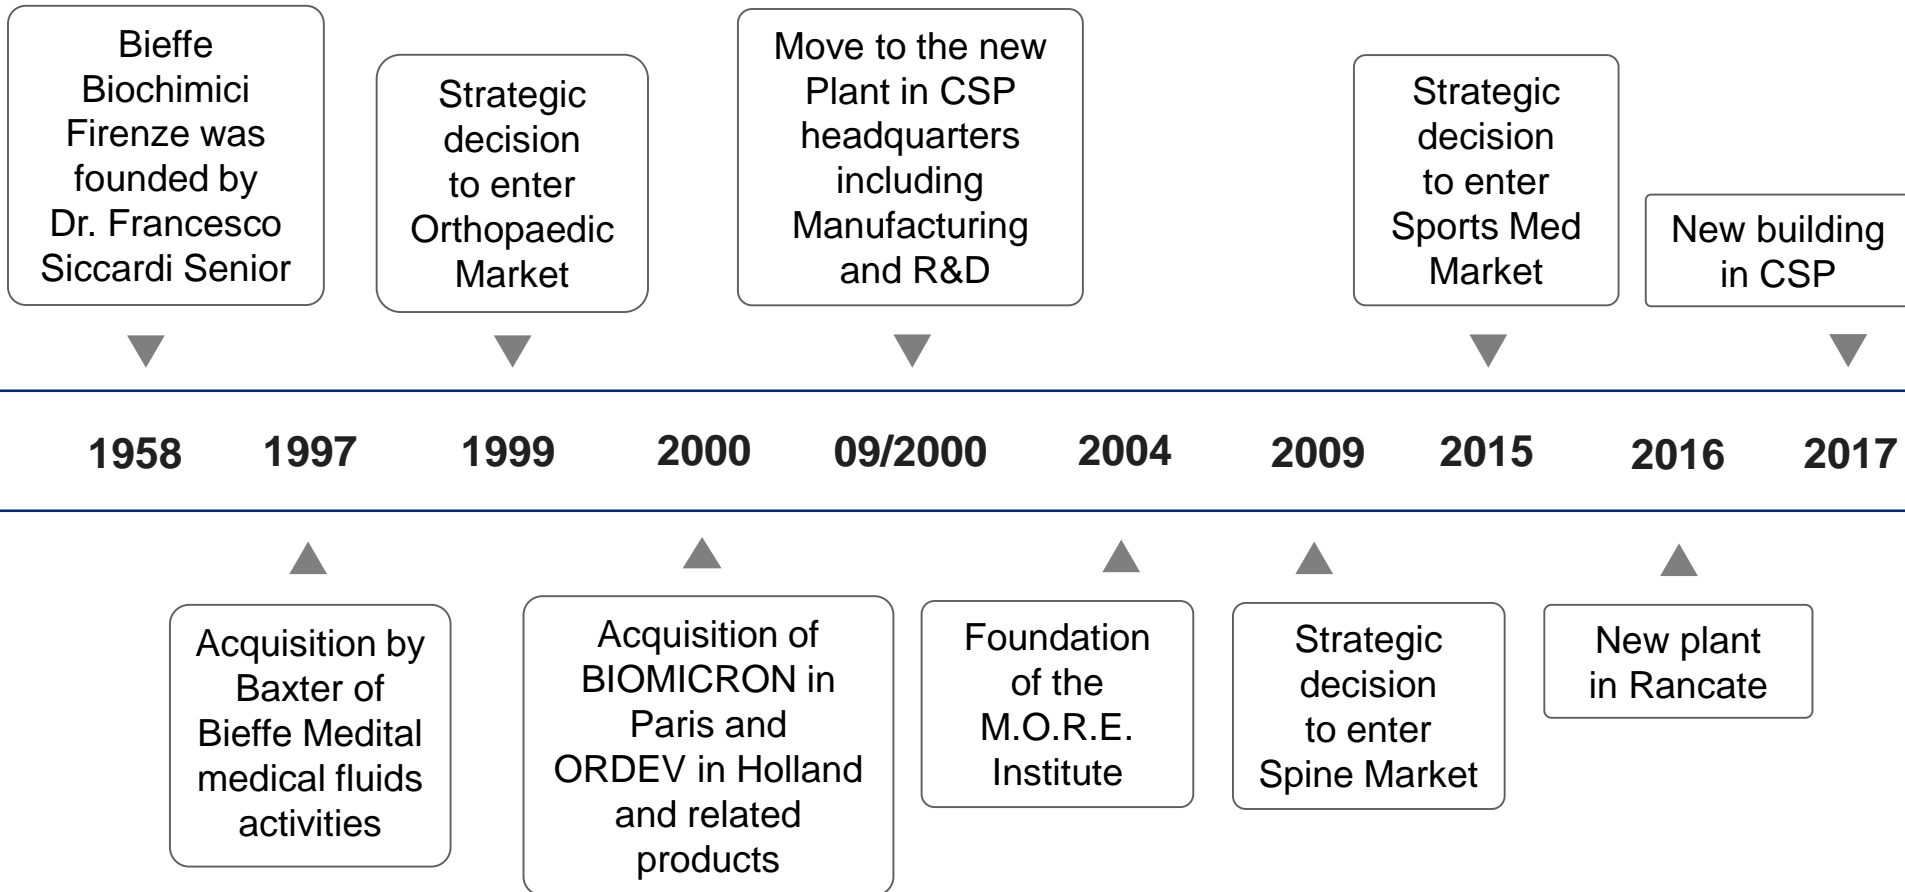 Bieffe
Biochimici
Firenze was
founded by
Dr. Francesco
Siccardi Senior
Strategic
decision
to enter
Orthopaedic
Market
Move to the new
Plant in CSP
headquarters
including
Manufacturing
and R&D
Strategic
decision
to enter
Sports Med
Market
New building
in CSP
1958 1997 1999 2000 09/2000 2004 2009 2015 2016 2017
Acquisition by
Baxter of
Bieffe Medital
medical fluids
activities
Acquisition of
BIOMICRON in
Paris and
ORDEV in Holland
and related
products
Foundation
of the
M.O.R.E.
Institute
Strategic
decision
to enter
Spine Market
New plant
in Rancate